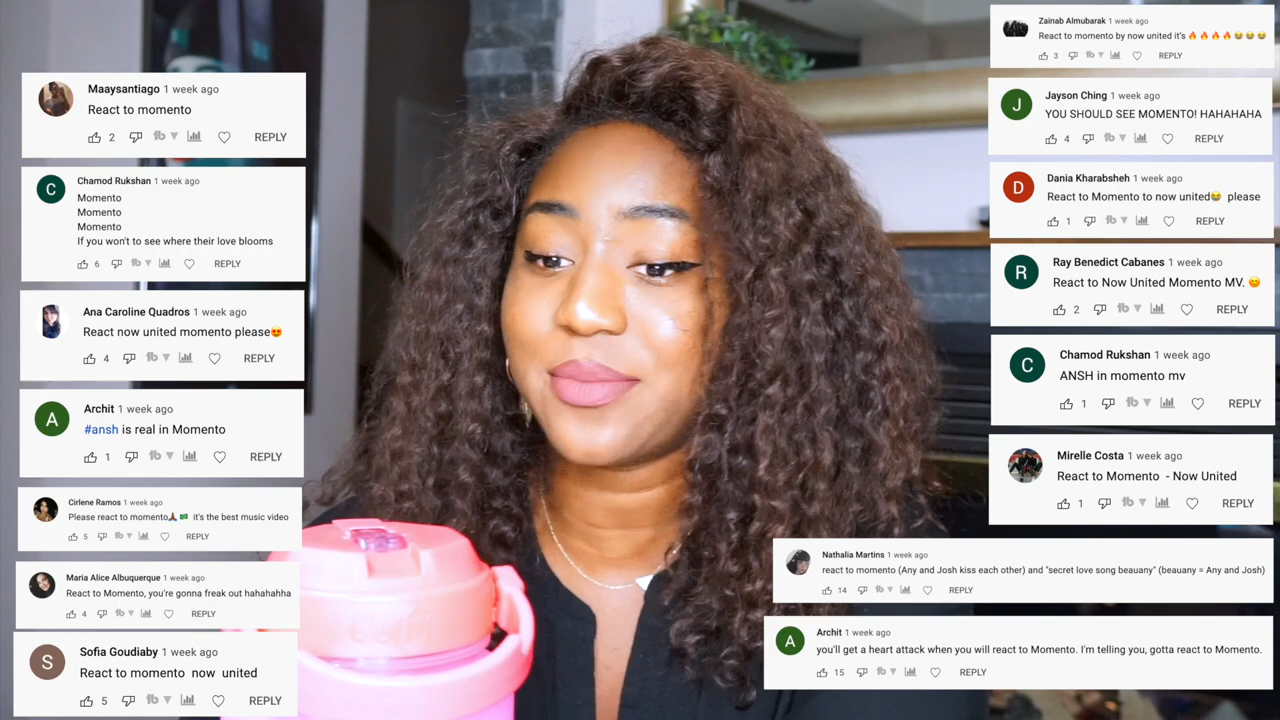 Maaysantiago 1 week ago
React to momento
2 REPLY
Chamod Rukshan 1 week ago
Momento
Momento
Momento
If you won't to see where their love blooms
6 REPLY
Ana Caroline Quadros 1 week ago
React now united momento please😍
4 REPLY
A
Archit 1 week ago
#ansh is real in Momento
1 REPLY
Cirlene Ramos 1 week ago
Please react to momento🙏🏾 🇧🇷 it's the best music video
5 REPLY
Maria Alice Albuquerque 1 week ago
React to Momento, you're gonna freak out hahahahha
4 REPLY
S
Sofia Goudiaby 1 week ago
React to momento now united
5 REPLY
Zainab Almubarak 1 week ago
React to momento by now united it's 🔥 🔥 🔥 🔥 😂 😂 😂
3 REPLY
J
Jayson Ching 1 week ago
YOU SHOULD SEE MOMENTO! HAHAHAHA
4 REPLY
D
Dania Kharabsheh 1 week ago
React to Momento to now united😭 please
1 REPLY
R
Ray Benedict Cabanes 1 week ago
React to Now United Momento MV. 😊
2 REPLY
C
Chamod Rukshan 1 week ago
ANSH in momento mv
1 REPLY
Mirelle Costa 1 week ago
React to Momento - Now United
1 REPLY
Nathalia Martins 1 week ago
react to momento (Any and Josh kiss each other) and "secret love song beauany" (beauany = Any and Josh)
14 REPLY
A
Archit 1 week ago
you'll get a heart attack when you will react to Momento. I'm telling you, gotta react to Momento.
15 REPLY